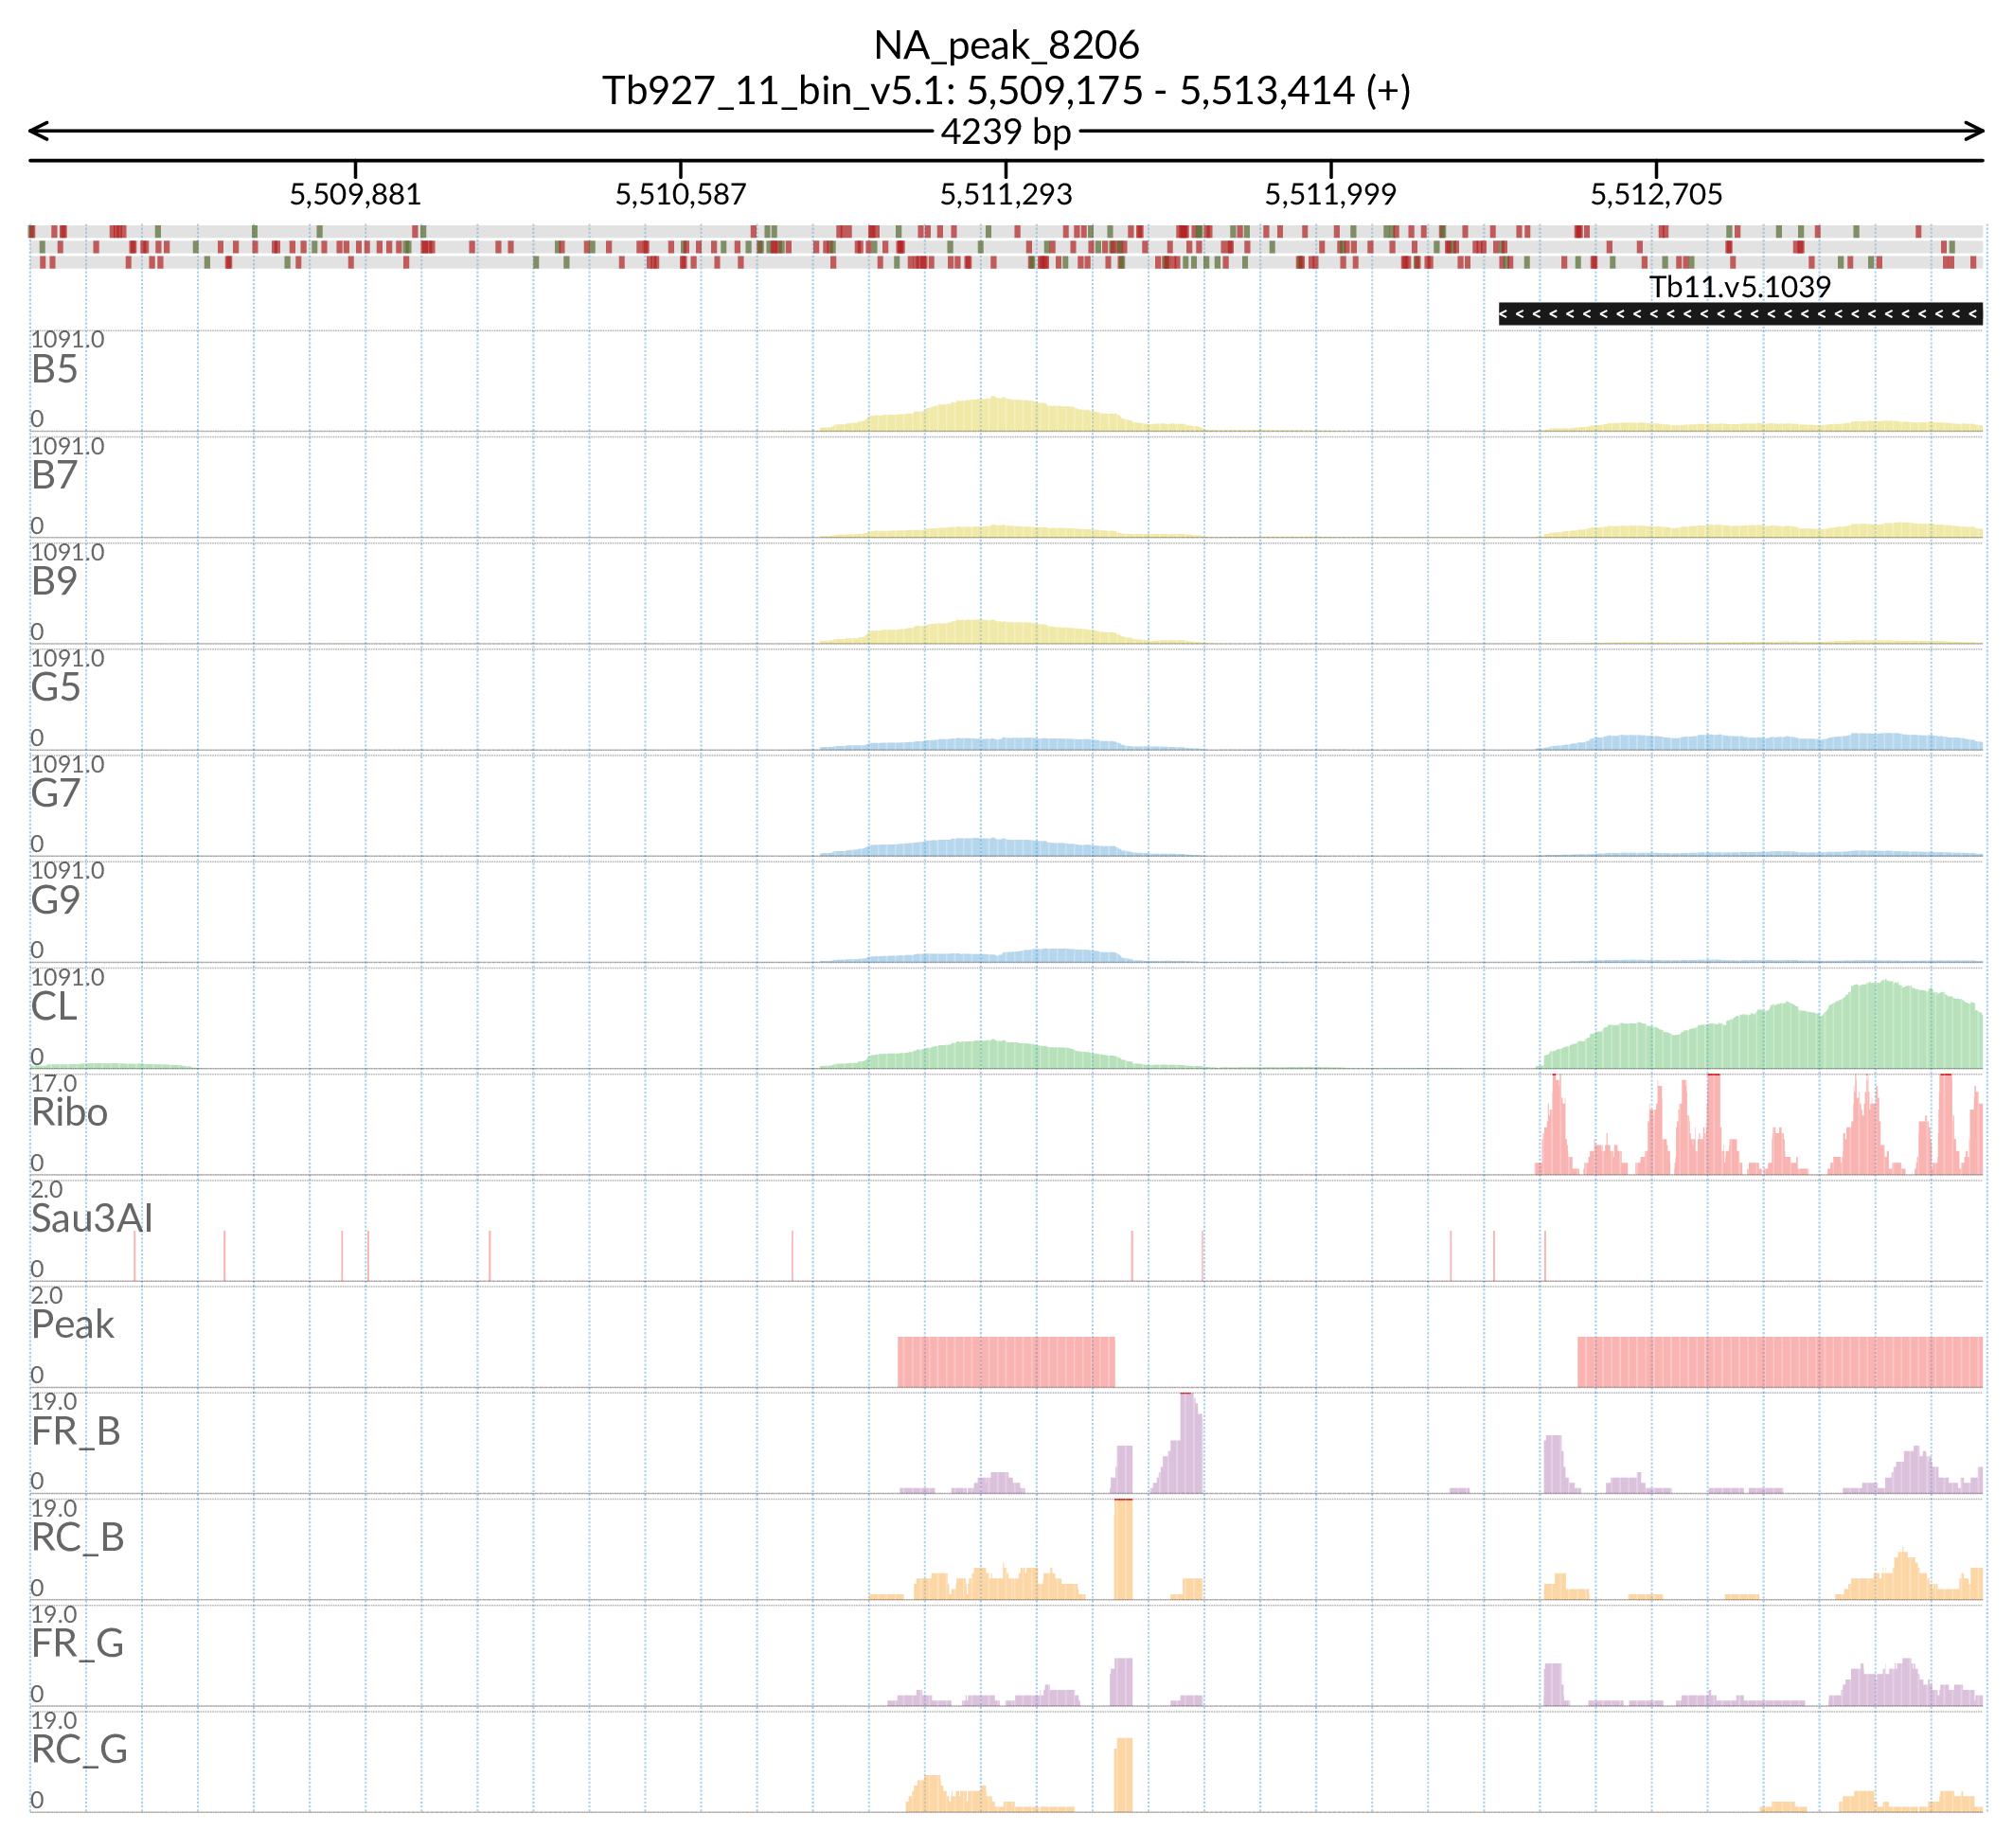 NA_peak_8206
Tb927_11_bin_v5.1: 5,509,175 - 5,513,414 (+)
4239 bp
5,509,881 5,510,587 5,511,293 5,511,999 5,512,705
Tb11.v5.1039
1091.0
B5
0
1091.0
B7
0
1091.0
B9
0
1091.0
G5
0
1091.0
G7
0
1091.0
G9
0
1091.0
CL
0
17.0
Ribo
0
2.0
Sau3AI
0
2.0
Peak
0
19.0
FR_B
0
19.0
RC_B
0
19.0
FR_G
0
19.0
RC_G
0